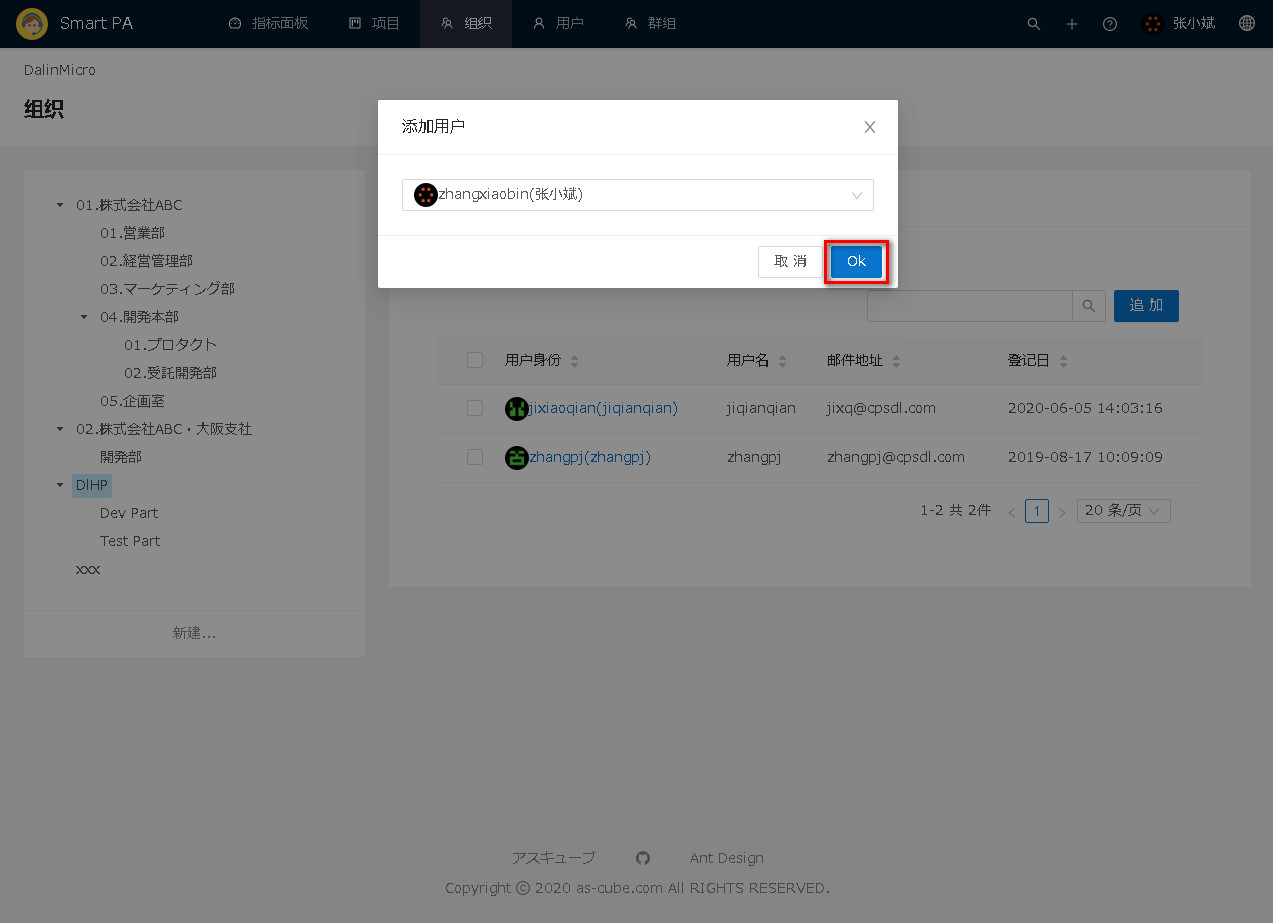 Smart PA 指标面板 项目 组织 用户 群组 张小斌
DalinMicro
组织
添加用户
zhangxiaobin(张小斌)
取 消 Ok
01.株式会社ABC
01.営業部
02.経営管理部
03.マーケティング部
04.開発本部
01.プロタクト
02.受託開発部
05.企画室
02.株式会社ABC・大阪支社
開発部
DlHP
Dev Part
Test Part
xxx
新建...
追 加
用户身份 用户名 邮件地址 登记日
jixiaoqian(jiqianqian) jiqianqian jixq@cpsdl.com 2020-06-05 14:03:16
zhangpj(zhangpj) zhangpj zhangpj@cpsdl.com 2019-08-17 10:09:09
1-2 共 2件 < 1 > 20 条/页
アスキューブ Ant Design
Copyright © 2020 as-cube.com All RIGHTS RESERVED.